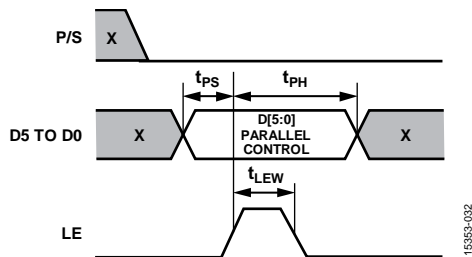 P/S
X
tPS
tPH
D5 TO D0
X
D[5:0]
PARALLEL
CONTROL
X
tLEW
LE
15353-032